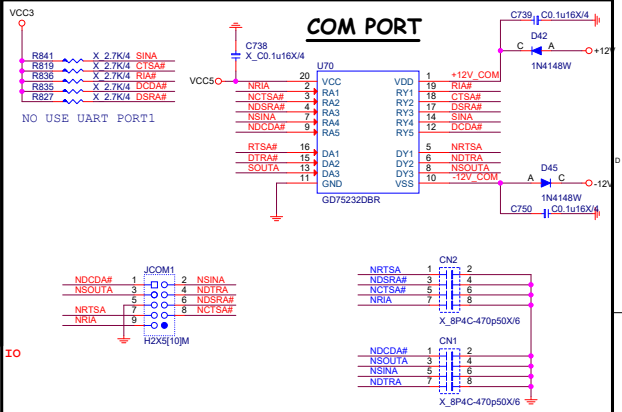 COM PORT
VCC3
R841 X_2.7K/4 SINA
R819 X_2.7K/4 CTSA#
R836 X_2.7K/4 RIA#
R835 X_2.7K/4 DCDA#
R827 X_2.7K/4 DSRA#
NO USE UART PORT1
C738
X_C0.1u16X/4
VCC5
C739 C0.1u16X/4
D42
C A +12V
1N4148W
U70
20 VCC VDD 1 +12V_COM
NRIA 2 RA1 RY1 19 RIA#
NCTSA# 3 RA2 RY2 18 CTSA#
NDSRA# 4 RA3 RY3 17 DSRA#
NSINA 7 RA4 RY4 14 SINA
NDCDA# 9 RA5 RY5 12 DCDA#
RTSA# 16 DA1 DY1 5 NRTSA
DTRA# 15 DA2 DY2 6 NDTRA
SOUTA 13 DA3 DY3 8 NSOUTA
11 GND VSS 10 -12V_COM
GD75232DBR
D45
A C -12V
1N4148W
C750 C0.1u16X/4
D
JCOM1
NDCDA# 1 2 NSINA
NSOUTA 3 4 NDTRA
5 6 NDSRA#
NRTSA 7 8 NCTSA#
NRIA 9
H2X5[10]M
CN2
NRTSA 1 2
NDSRA# 3 4
NCTSA# 5 6
NRIA 7 8
X_8P4C-470p50X/6
CN1
NDCDA# 1 2
NSOUTA 3 4
NSINA 5 6
NDTRA 7 8
X_8P4C-470p50X/6
IO